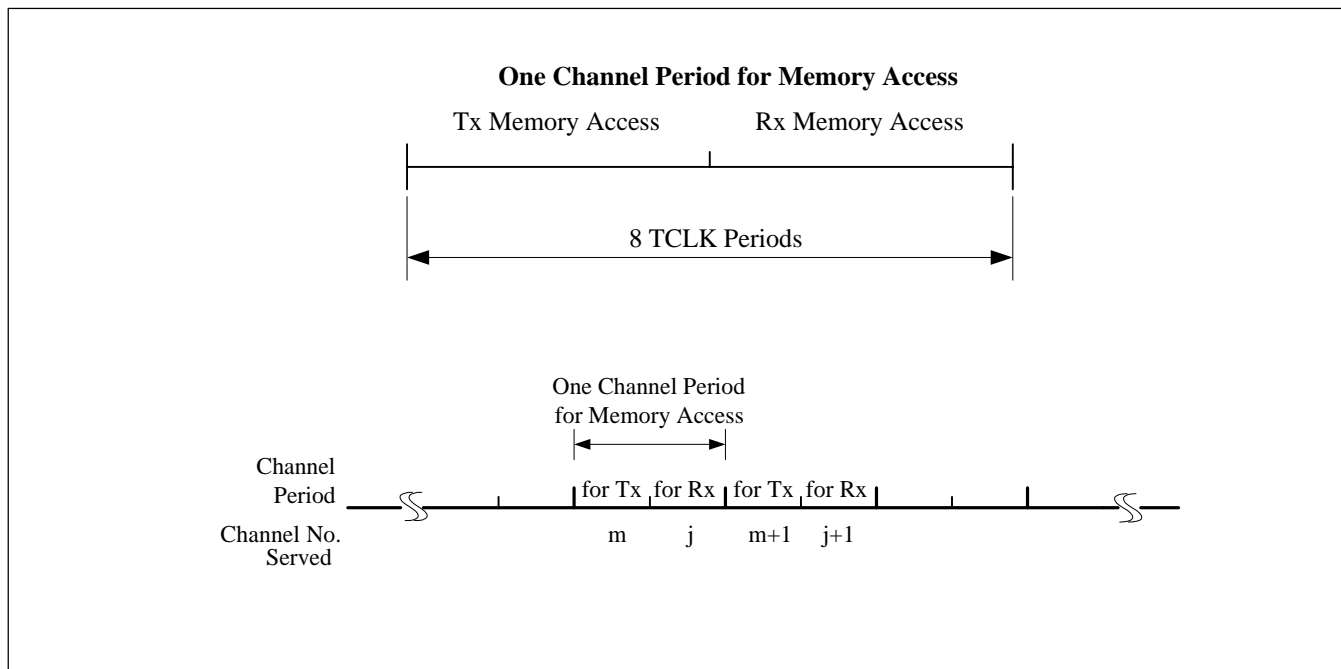 One Channel Period for Memory Access
Tx Memory Access
Rx Memory Access
8 TCLK Periods
One Channel Period
for Memory Access
Channel
Period
for Tx for Rx for Tx for Rx
Channel No.
Served
m j m+1 j+1